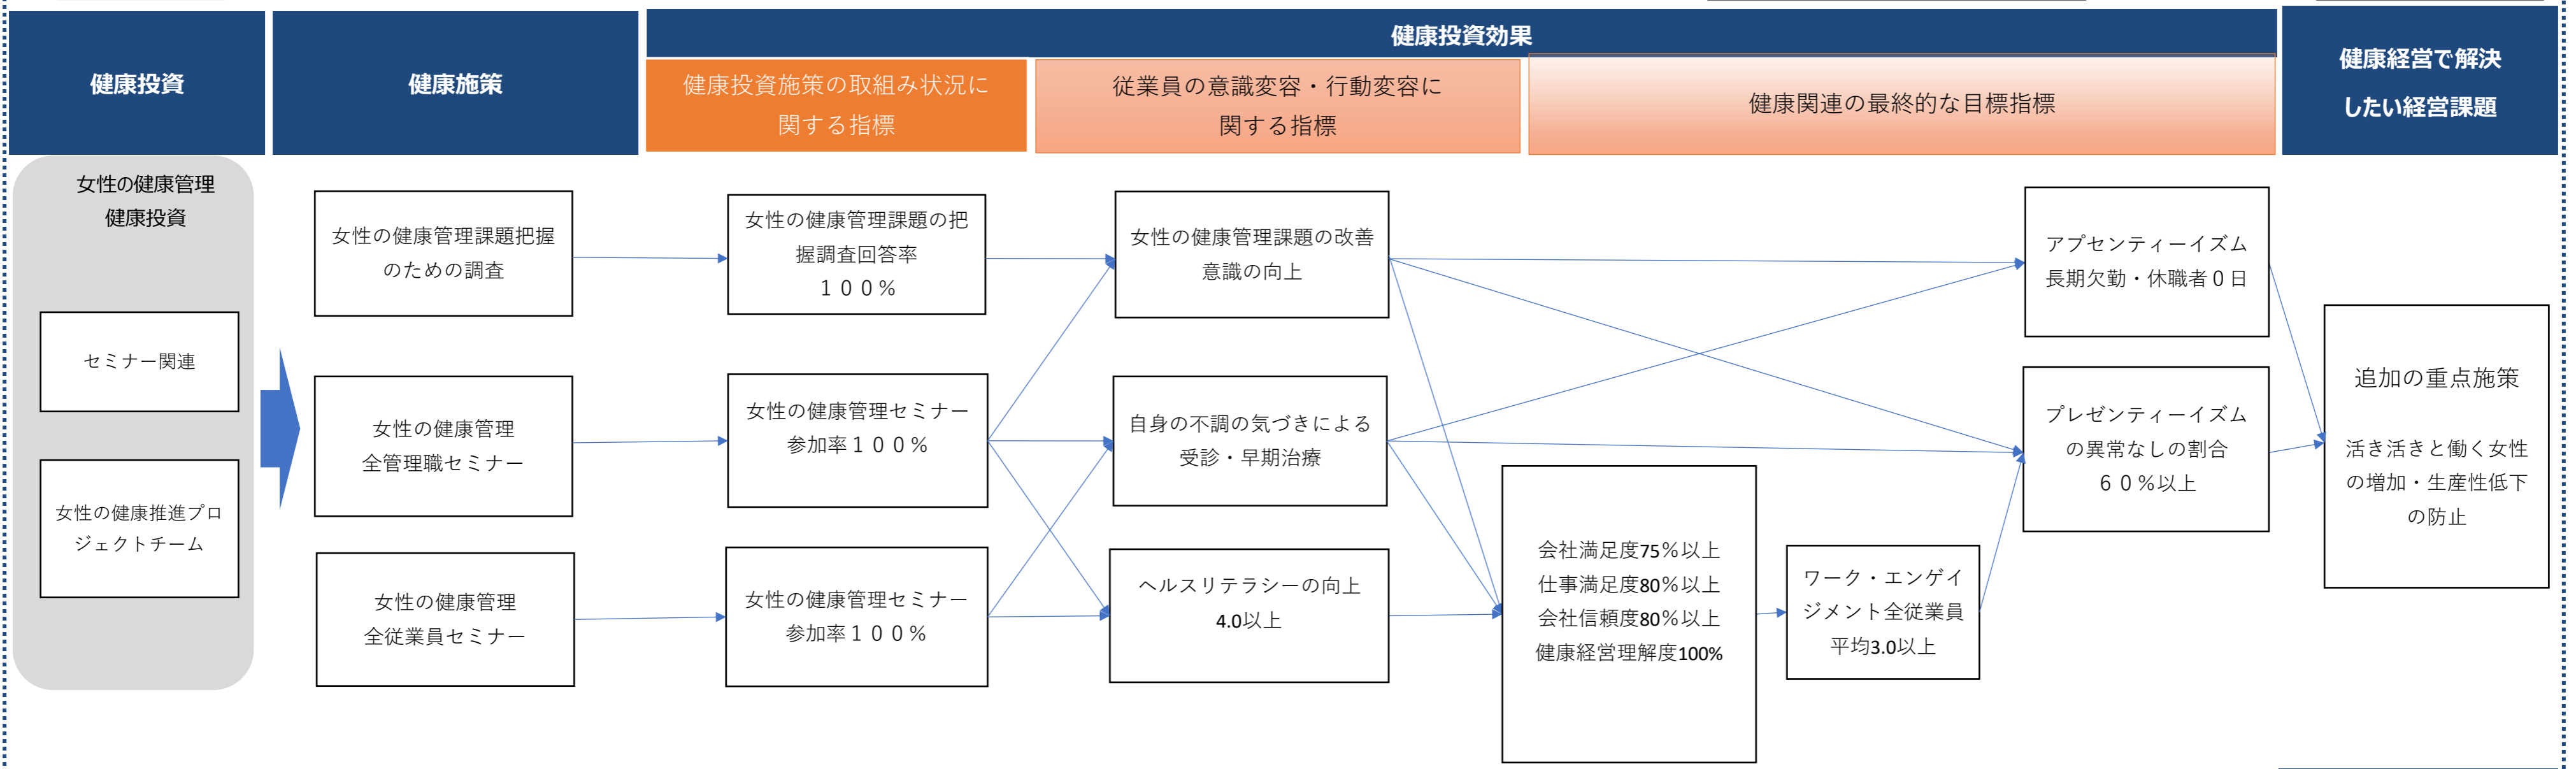 健康投資
健康施策
健康投資効果
健康投資施策の取組み状況に
関する指標
従業員の意識変容・行動変容に
関する指標
健康関連の最終的な目標指標
健康経営で解決
したい経営課題
女性の健康管理
健康投資
セミナー関連
女性の健康推進プロ
ジェクトチーム
女性の健康管理課題把握
のための調査
女性の健康管理
全管理職セミナー
女性の健康管理
全従業員セミナー
女性の健康管理課題の把
握調査回答率
１００％
女性の健康管理セミナー
参加率１００％
女性の健康管理セミナー
参加率１００％
女性の健康管理課題の改善
意識の向上
自身の不調の気づきによる
受診・早期治療
ヘルスリテラシーの向上
4.0以上
会社満足度75％以上
仕事満足度80％以上
会社信頼度80％以上
健康経営理解度100%
ワーク・エンゲイ
ジメント全従業員
平均3.0以上
アプセンティーイズム
長期欠勤・休職者０日
プレゼンティーイズム
の異常なしの割合
６０％以上
追加の重点施策
活き活きと働く女性
の増加・生産性低下
の防止